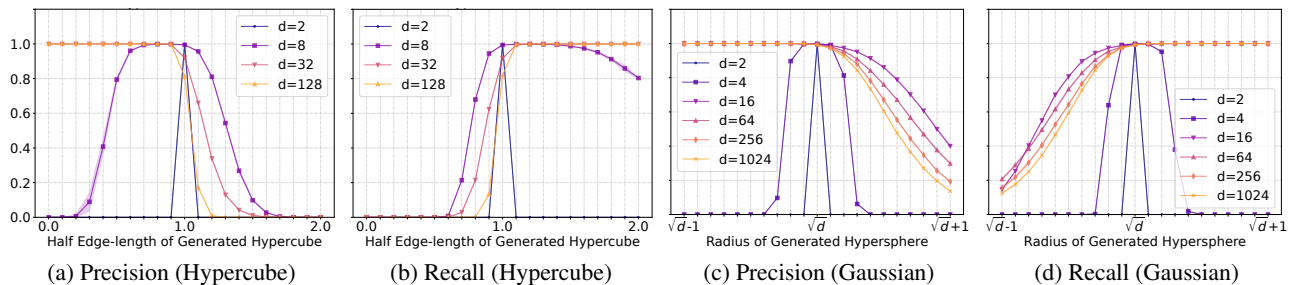 1.0
0.8
0.6
0.4
0.2
0.0
d=2
d=8
d=32
d=128
0.0 1.0 2.0
Half Edge-length of Generated Hypercube
(a) Precision (Hypercube)
d=2
d=8
d=32
d=128
0.0 1.0 2.0
Half Edge-length of Generated Hypercube
(b) Recall (Hypercube)
d=2
d=4
d=16
d=64
d=256
d=1024
√d-1 √d √d+1
Radius of Generated Hypersphere
(c) Precision (Gaussian)
d=2
d=4
d=16
d=64
d=256
d=1024
√d-1 √d √d+1
Radius of Generated Hypersphere
(d) Recall (Gaussian)